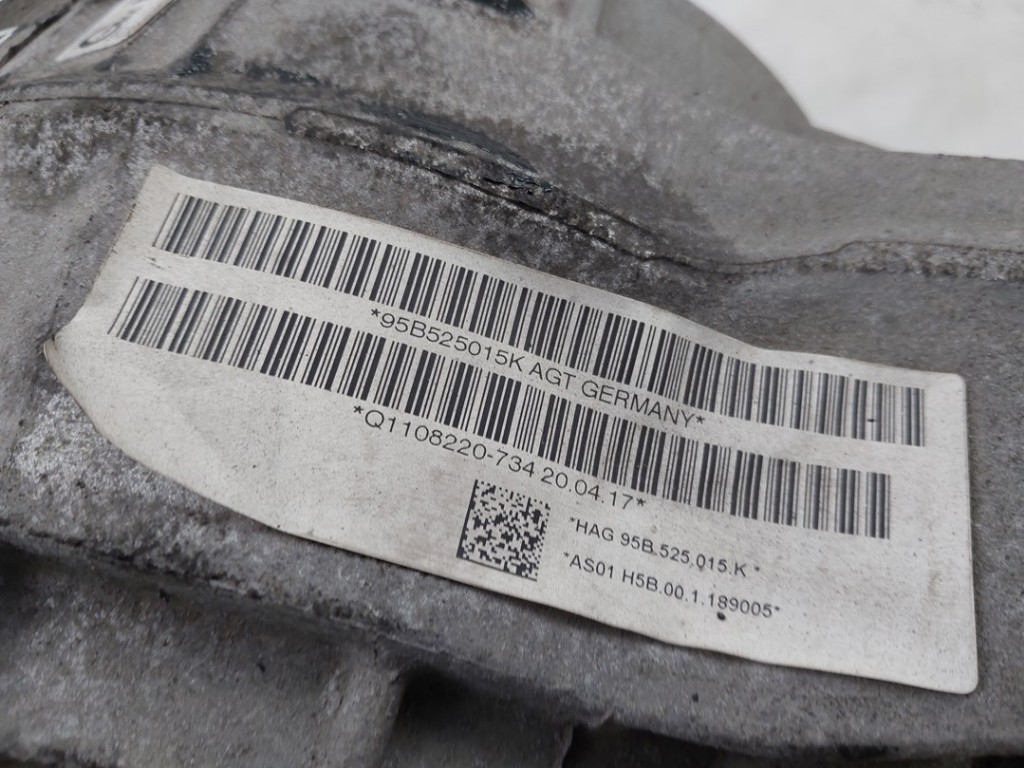 *95B525015K AGT GERMANY*
*Q1108220-734 20.04.17*
*HAG 95B.525.015.K *
*AS01 H5B.00.1.189005*